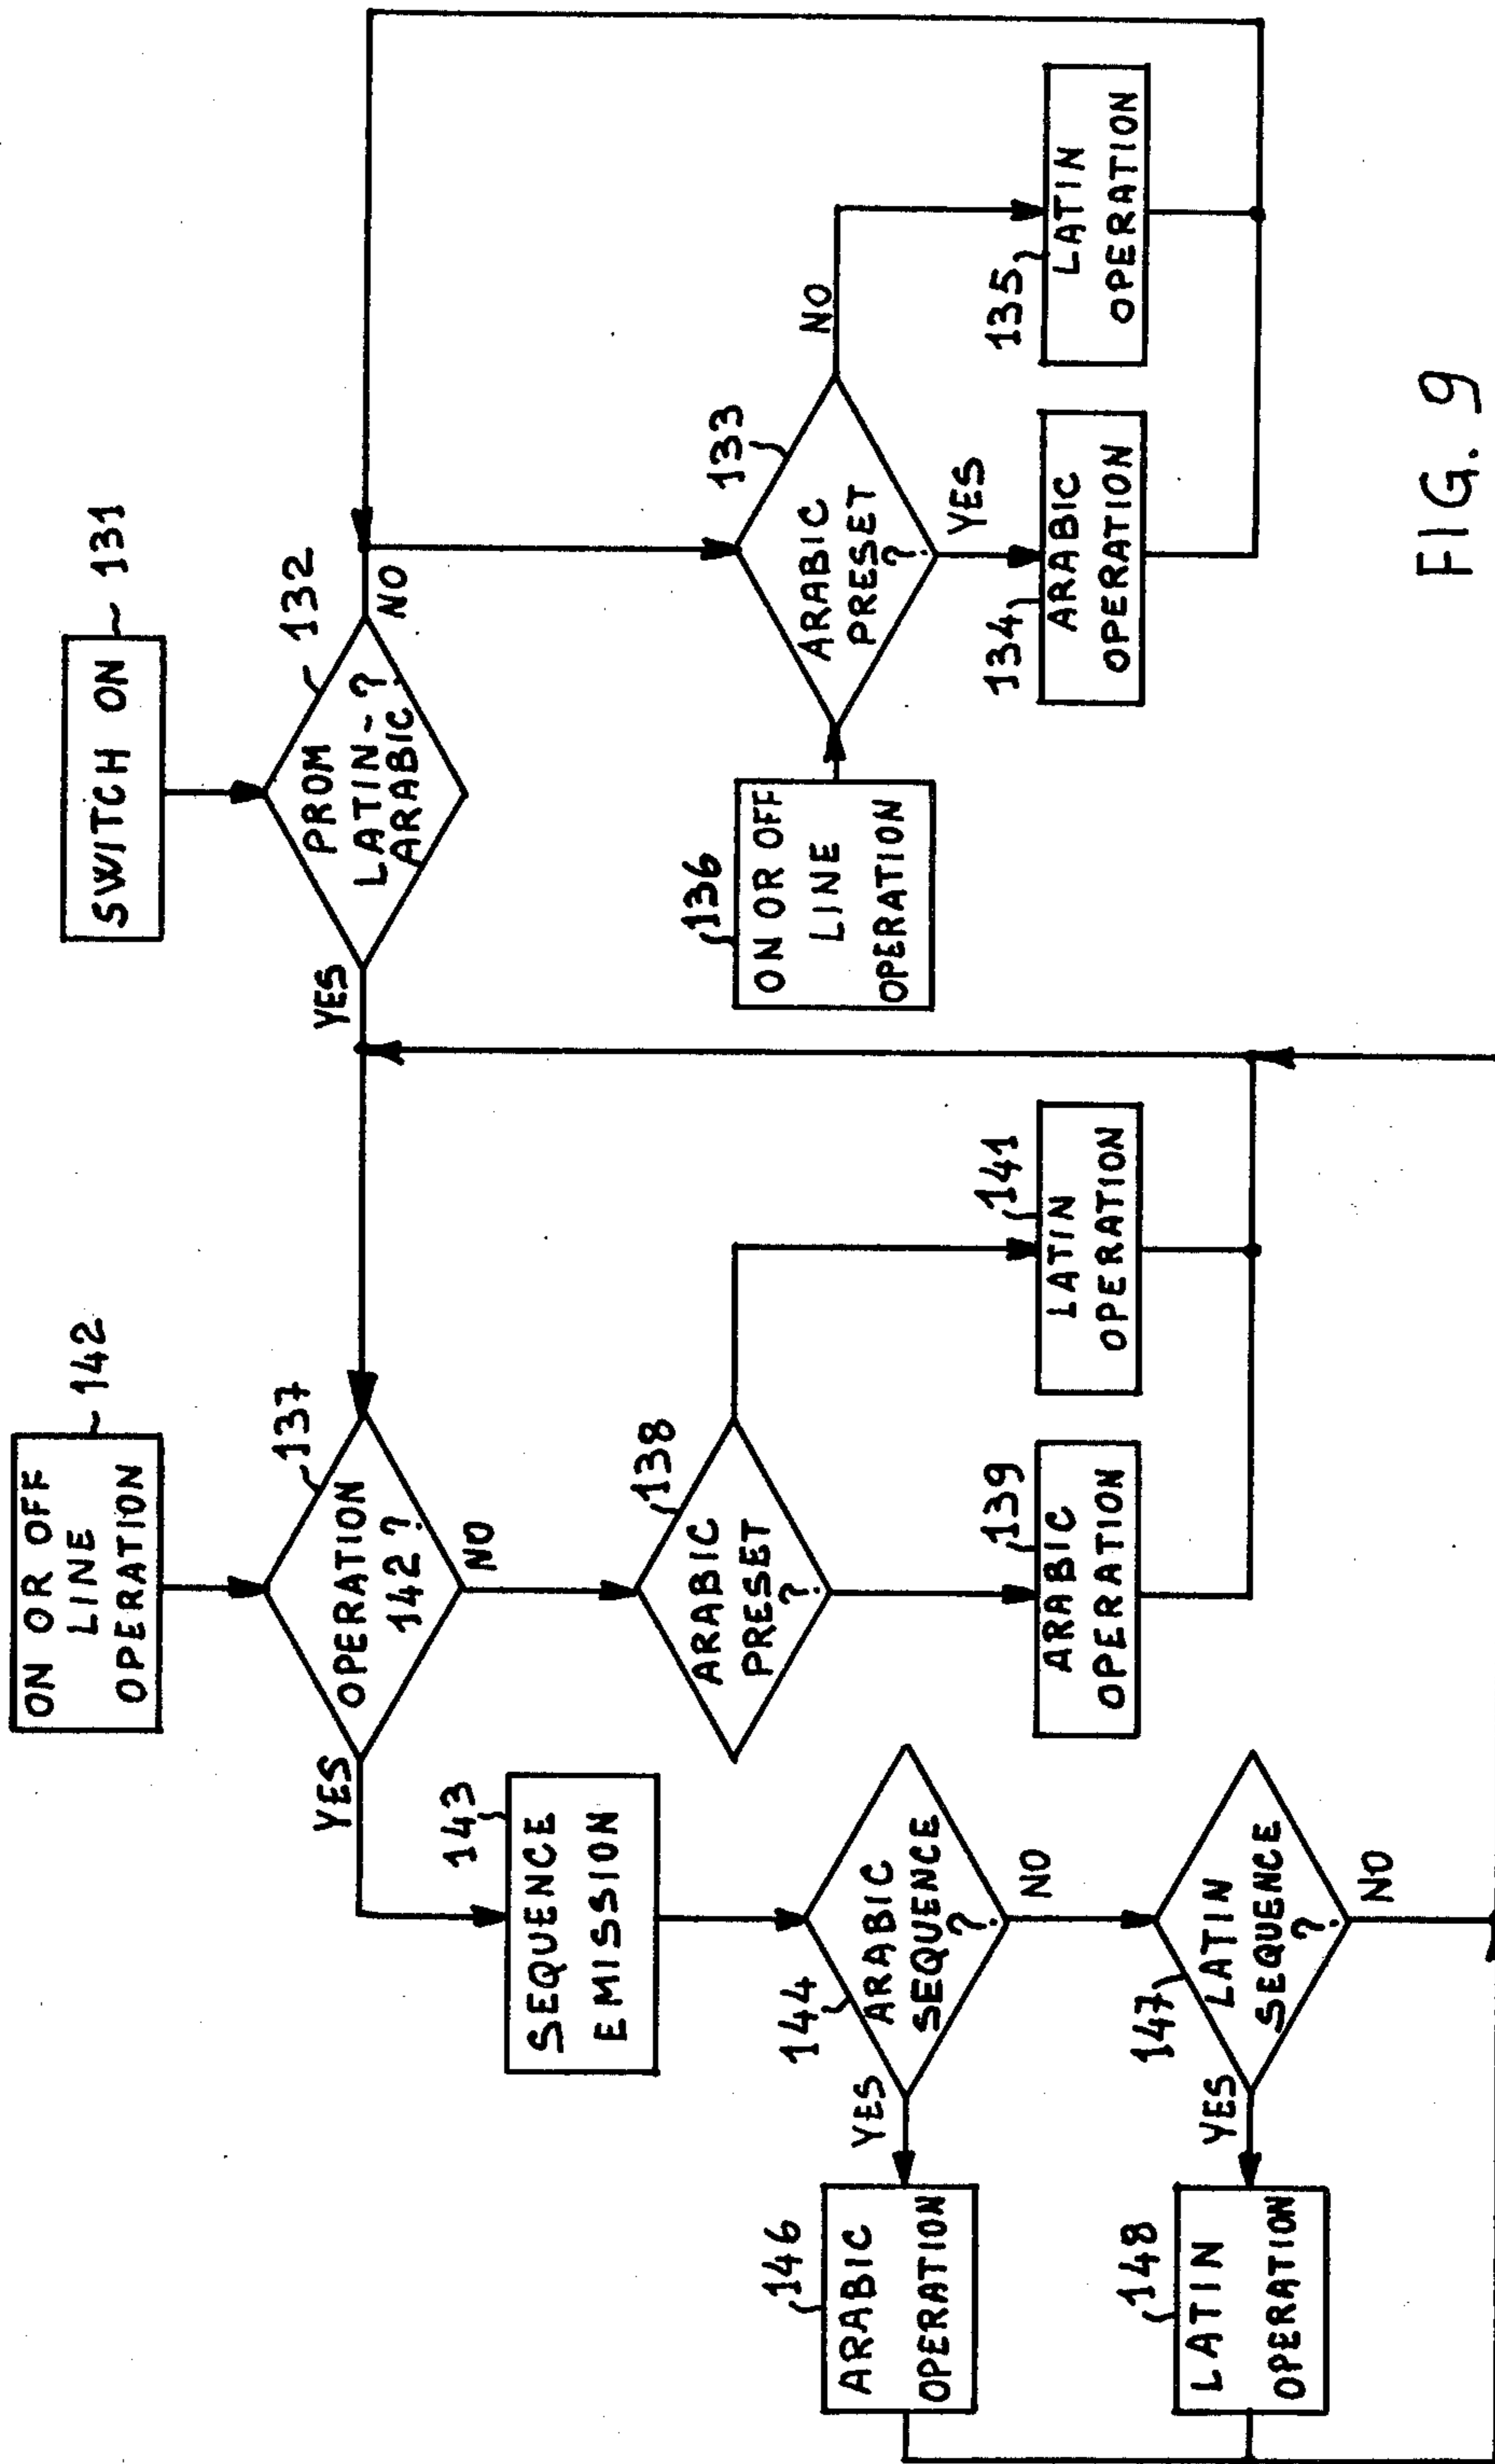 SWITCH ON
~ 131
132
PROM
LATIN-?
ARABIC
YES
NO
133
ARABIC
PRESET
?
NO
YES
134
ARABIC
OPERATION
135
LATIN
OPERATION
136
ON OR OFF
LINE
OPERATION
ON OR OFF
LINE
OPERATION
~ 142
137
OPERATION
142 ?
YES
NO
138
ARABIC
PRESET
?
139
ARABIC
OPERATION
141
LATIN
OPERATION
143
SEQUENCE
EMISSION
144
ARABIC
SEQUENCE
?
YES
NO
146
ARABIC
OPERATION
147
LATIN
SEQUENCE
?
YES
NO
148
LATIN
OPERATION
FIG. 9